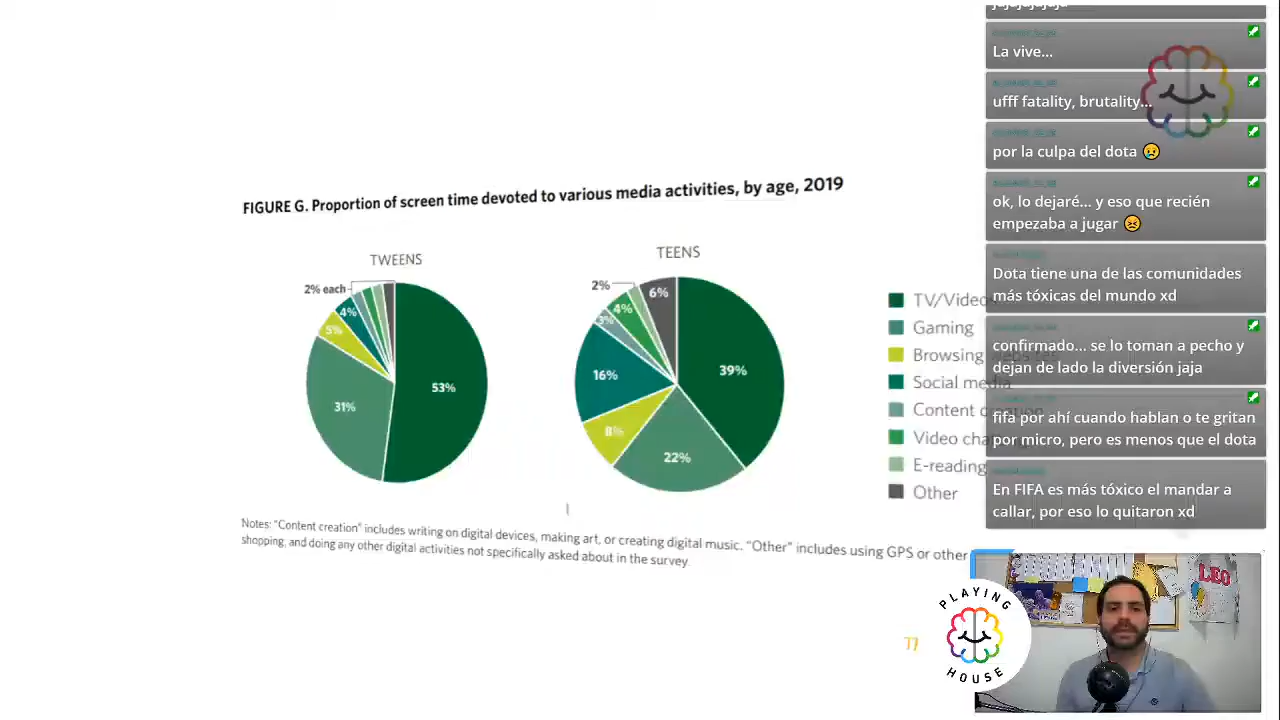 FIGURE G. Proportion of screen time devoted to various media activities, by age, 2019
TWEENS
2% each
4%
5%
31%
53%
TEENS
2%
6%
4%
3%
16%
8%
22%
39%
TV/Videos
Gaming
Browsing websites
Social media
Content creation
Video cha
E-reading
Other
Notes: "Content creation" includes writing on digital devices, making art, or creating digital music. "Other" includes using GPS or other
shopping, and doing any other digital activities not specifically asked about in the survey.
77
jajajajajaja
La vive...
ufff fatality, brutality...
por la culpa del dota 😢
ok, lo dejaré... y eso que recién
empezaba a jugar 😣
Dota tiene una de las comunidades
más tóxicas del mundo xd
confirmado... se lo toman a pecho y
dejan de lado la diversión jaja
fifa por ahí cuando hablan o te gritan
por micro, pero es menos que el dota
En FIFA es más tóxico el mandar a
callar, por eso lo quitaron xd
PLAYING
HOUSE
LEO